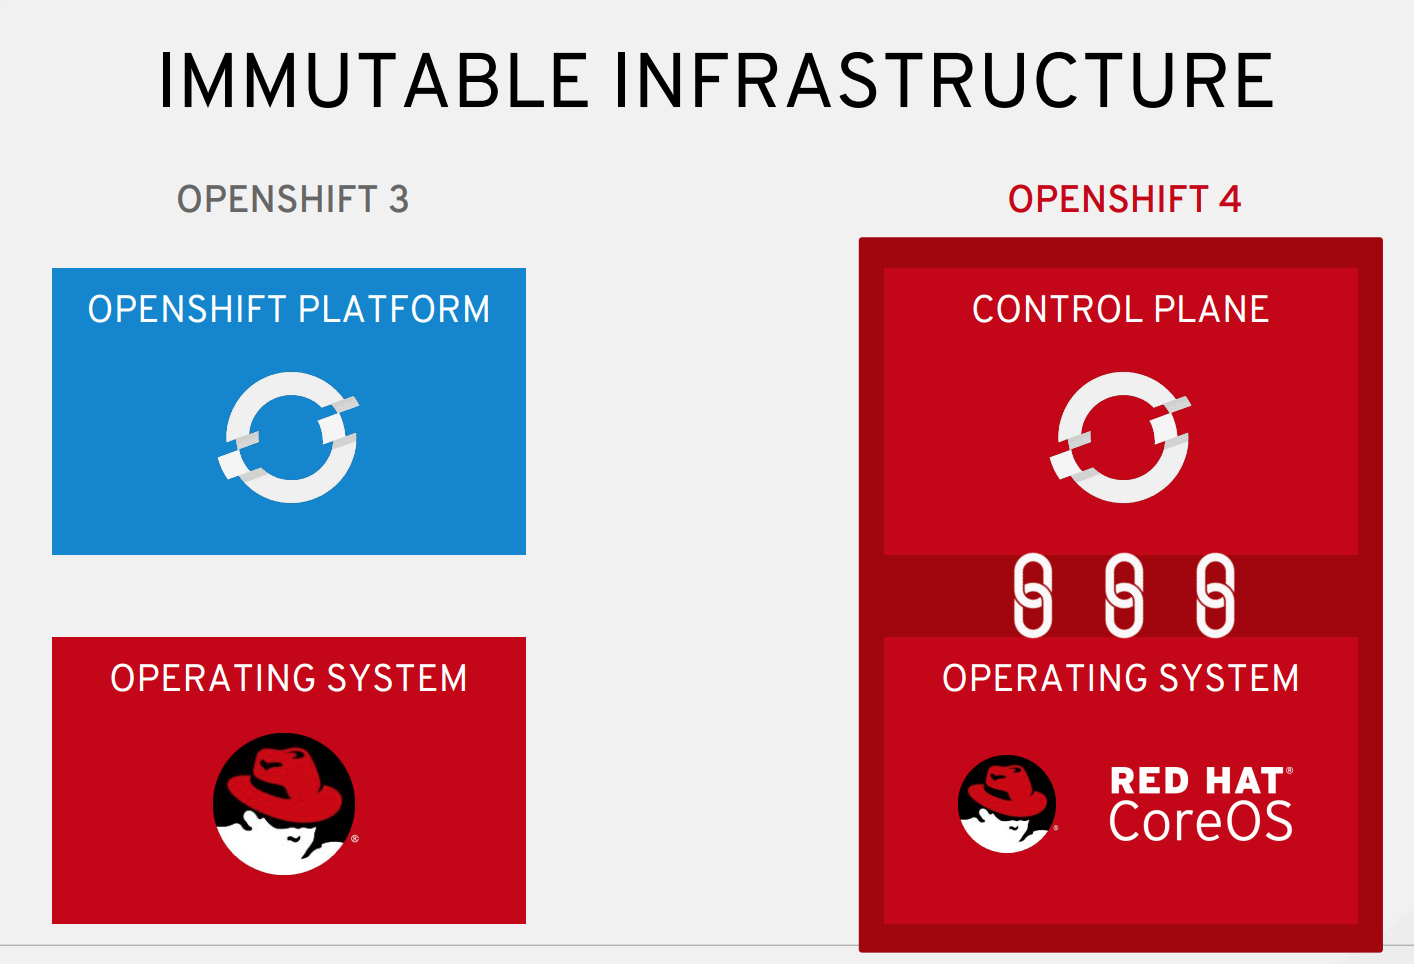 IMMUTABLE INFRASTRUCTURE
OPENSHIFT 3
OPENSHIFT PLATFORM
OPERATING SYSTEM
®
OPENSHIFT 4
CONTROL PLANE
OPERATING SYSTEM
®
RED HAT®
CoreOS